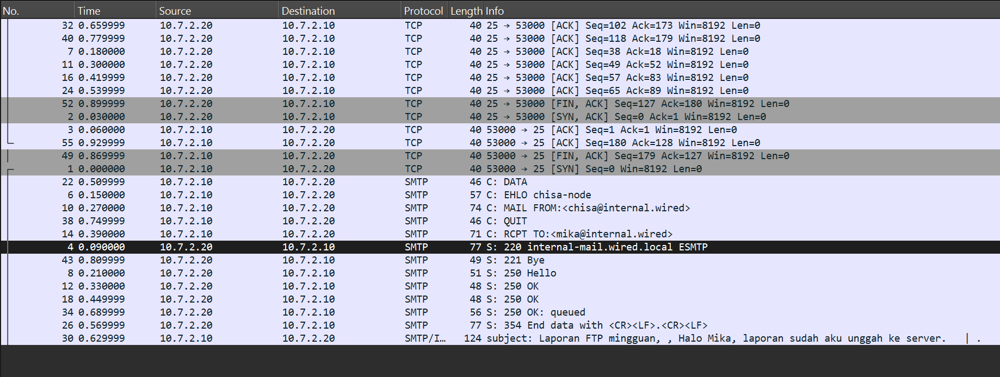 No. Time Source Destination Protocol Length Info
32 0.659999 10.7.2.20 10.7.2.10 TCP 40 25 → 53000 [ACK] Seq=102 Ack=173 Win=8192 Len=0
40 0.779999 10.7.2.20 10.7.2.10 TCP 40 25 → 53000 [ACK] Seq=118 Ack=179 Win=8192 Len=0
7 0.180000 10.7.2.20 10.7.2.10 TCP 40 25 → 53000 [ACK] Seq=38 Ack=18 Win=8192 Len=0
11 0.300000 10.7.2.20 10.7.2.10 TCP 40 25 → 53000 [ACK] Seq=49 Ack=52 Win=8192 Len=0
16 0.419999 10.7.2.20 10.7.2.10 TCP 40 25 → 53000 [ACK] Seq=57 Ack=83 Win=8192 Len=0
24 0.539999 10.7.2.20 10.7.2.10 TCP 40 25 → 53000 [ACK] Seq=65 Ack=89 Win=8192 Len=0
52 0.899999 10.7.2.20 10.7.2.10 TCP 40 25 → 53000 [FIN, ACK] Seq=127 Ack=180 Win=8192 Len=0
2 0.030000 10.7.2.20 10.7.2.10 TCP 40 25 → 53000 [SYN, ACK] Seq=0 Ack=1 Win=8192 Len=0
3 0.060000 10.7.2.10 10.7.2.20 TCP 40 53000 → 25 [ACK] Seq=1 Ack=1 Win=8192 Len=0
55 0.929999 10.7.2.10 10.7.2.20 TCP 40 53000 → 25 [ACK] Seq=180 Ack=128 Win=8192 Len=0
49 0.869999 10.7.2.10 10.7.2.20 TCP 40 53000 → 25 [FIN, ACK] Seq=179 Ack=127 Win=8192 Len=0
1 0.000000 10.7.2.10 10.7.2.20 TCP 40 53000 → 25 [SYN] Seq=0 Win=8192 Len=0
22 0.509999 10.7.2.10 10.7.2.20 SMTP 46 C: DATA
6 0.150000 10.7.2.10 10.7.2.20 SMTP 57 C: EHLO chisa-node
10 0.270000 10.7.2.10 10.7.2.20 SMTP 74 C: MAIL FROM:<chisa@internal.wired>
38 0.749999 10.7.2.10 10.7.2.20 SMTP 46 C: QUIT
14 0.390000 10.7.2.10 10.7.2.20 SMTP 71 C: RCPT TO:<mika@internal.wired>
4 0.090000 10.7.2.20 10.7.2.10 SMTP 77 S: 220 internal-mail.wired.local ESMTP
43 0.809999 10.7.2.20 10.7.2.10 SMTP 49 S: 221 Bye
8 0.210000 10.7.2.20 10.7.2.10 SMTP 51 S: 250 Hello
12 0.330000 10.7.2.20 10.7.2.10 SMTP 48 S: 250 OK
18 0.449999 10.7.2.20 10.7.2.10 SMTP 48 S: 250 OK
34 0.689999 10.7.2.20 10.7.2.10 SMTP 56 S: 250 OK: queued
26 0.569999 10.7.2.20 10.7.2.10 SMTP 77 S: 354 End data with <CR><LF>.<CR><LF>
30 0.629999 10.7.2.10 10.7.2.20 SMTP/I… 124 subject: Laporan FTP mingguan, , Halo Mika, laporan sudah aku unggah ke server. | .